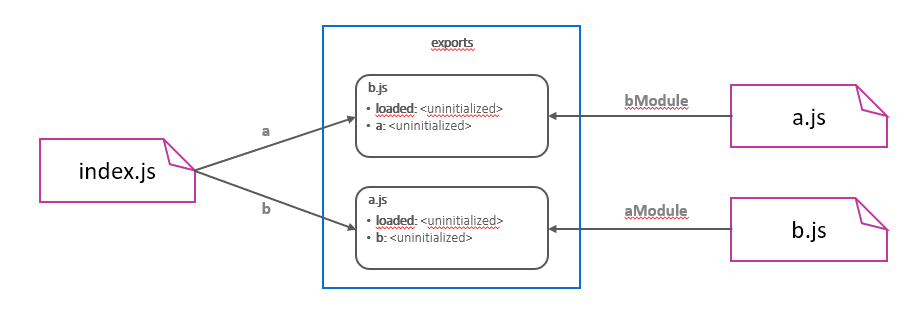 exports
b.js
• loaded: <uninitialized>
• a: <uninitialized>
bModule
a.js
a
index.js
b
a.js
• loaded: <uninitialized>
• b: <uninitialized>
aModule
b.js